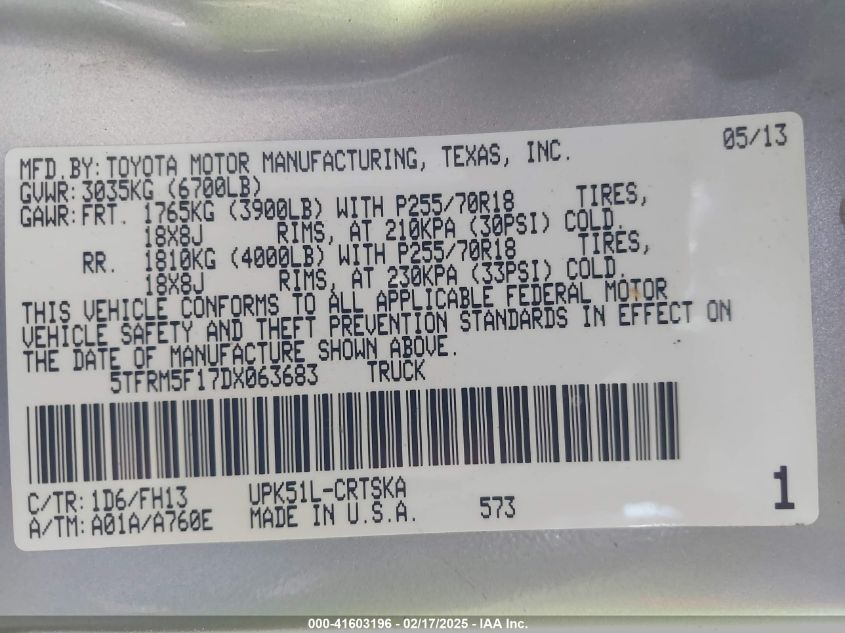 05/13
MFD.BY: TOYOTA MOTOR MANUFACTURING, TEXAS, INC.
GVWR: 3035KG (6700LB)
GAWR: FRT. 1765KG (3900LB) WITH P255/70R18 TIRES,
18X8J RIMS, AT 210KPA (30PSI) COLD.
RR. 1810KG (4000LB) WITH P255/70R18 TIRES,
18X8J RIMS, AT 230KPA (33PSI) COLD.
THIS VEHICLE CONFORMS TO ALL APPLICABLE FEDERAL MOTOR
VEHICLE SAFETY AND THEFT PREVENTION STANDARDS IN EFFECT ON
THE DATE OF MANUFACTURE SHOWN ABOVE.
5TFRM5F17DX063683 TRUCK
C/TR: 1D6/FH13 UPK51L-CRTSKA
A/TM: A01A/A760E MADE IN U.S.A. 573
1
000-41603196 - 02/17/2025 - IAA Inc.